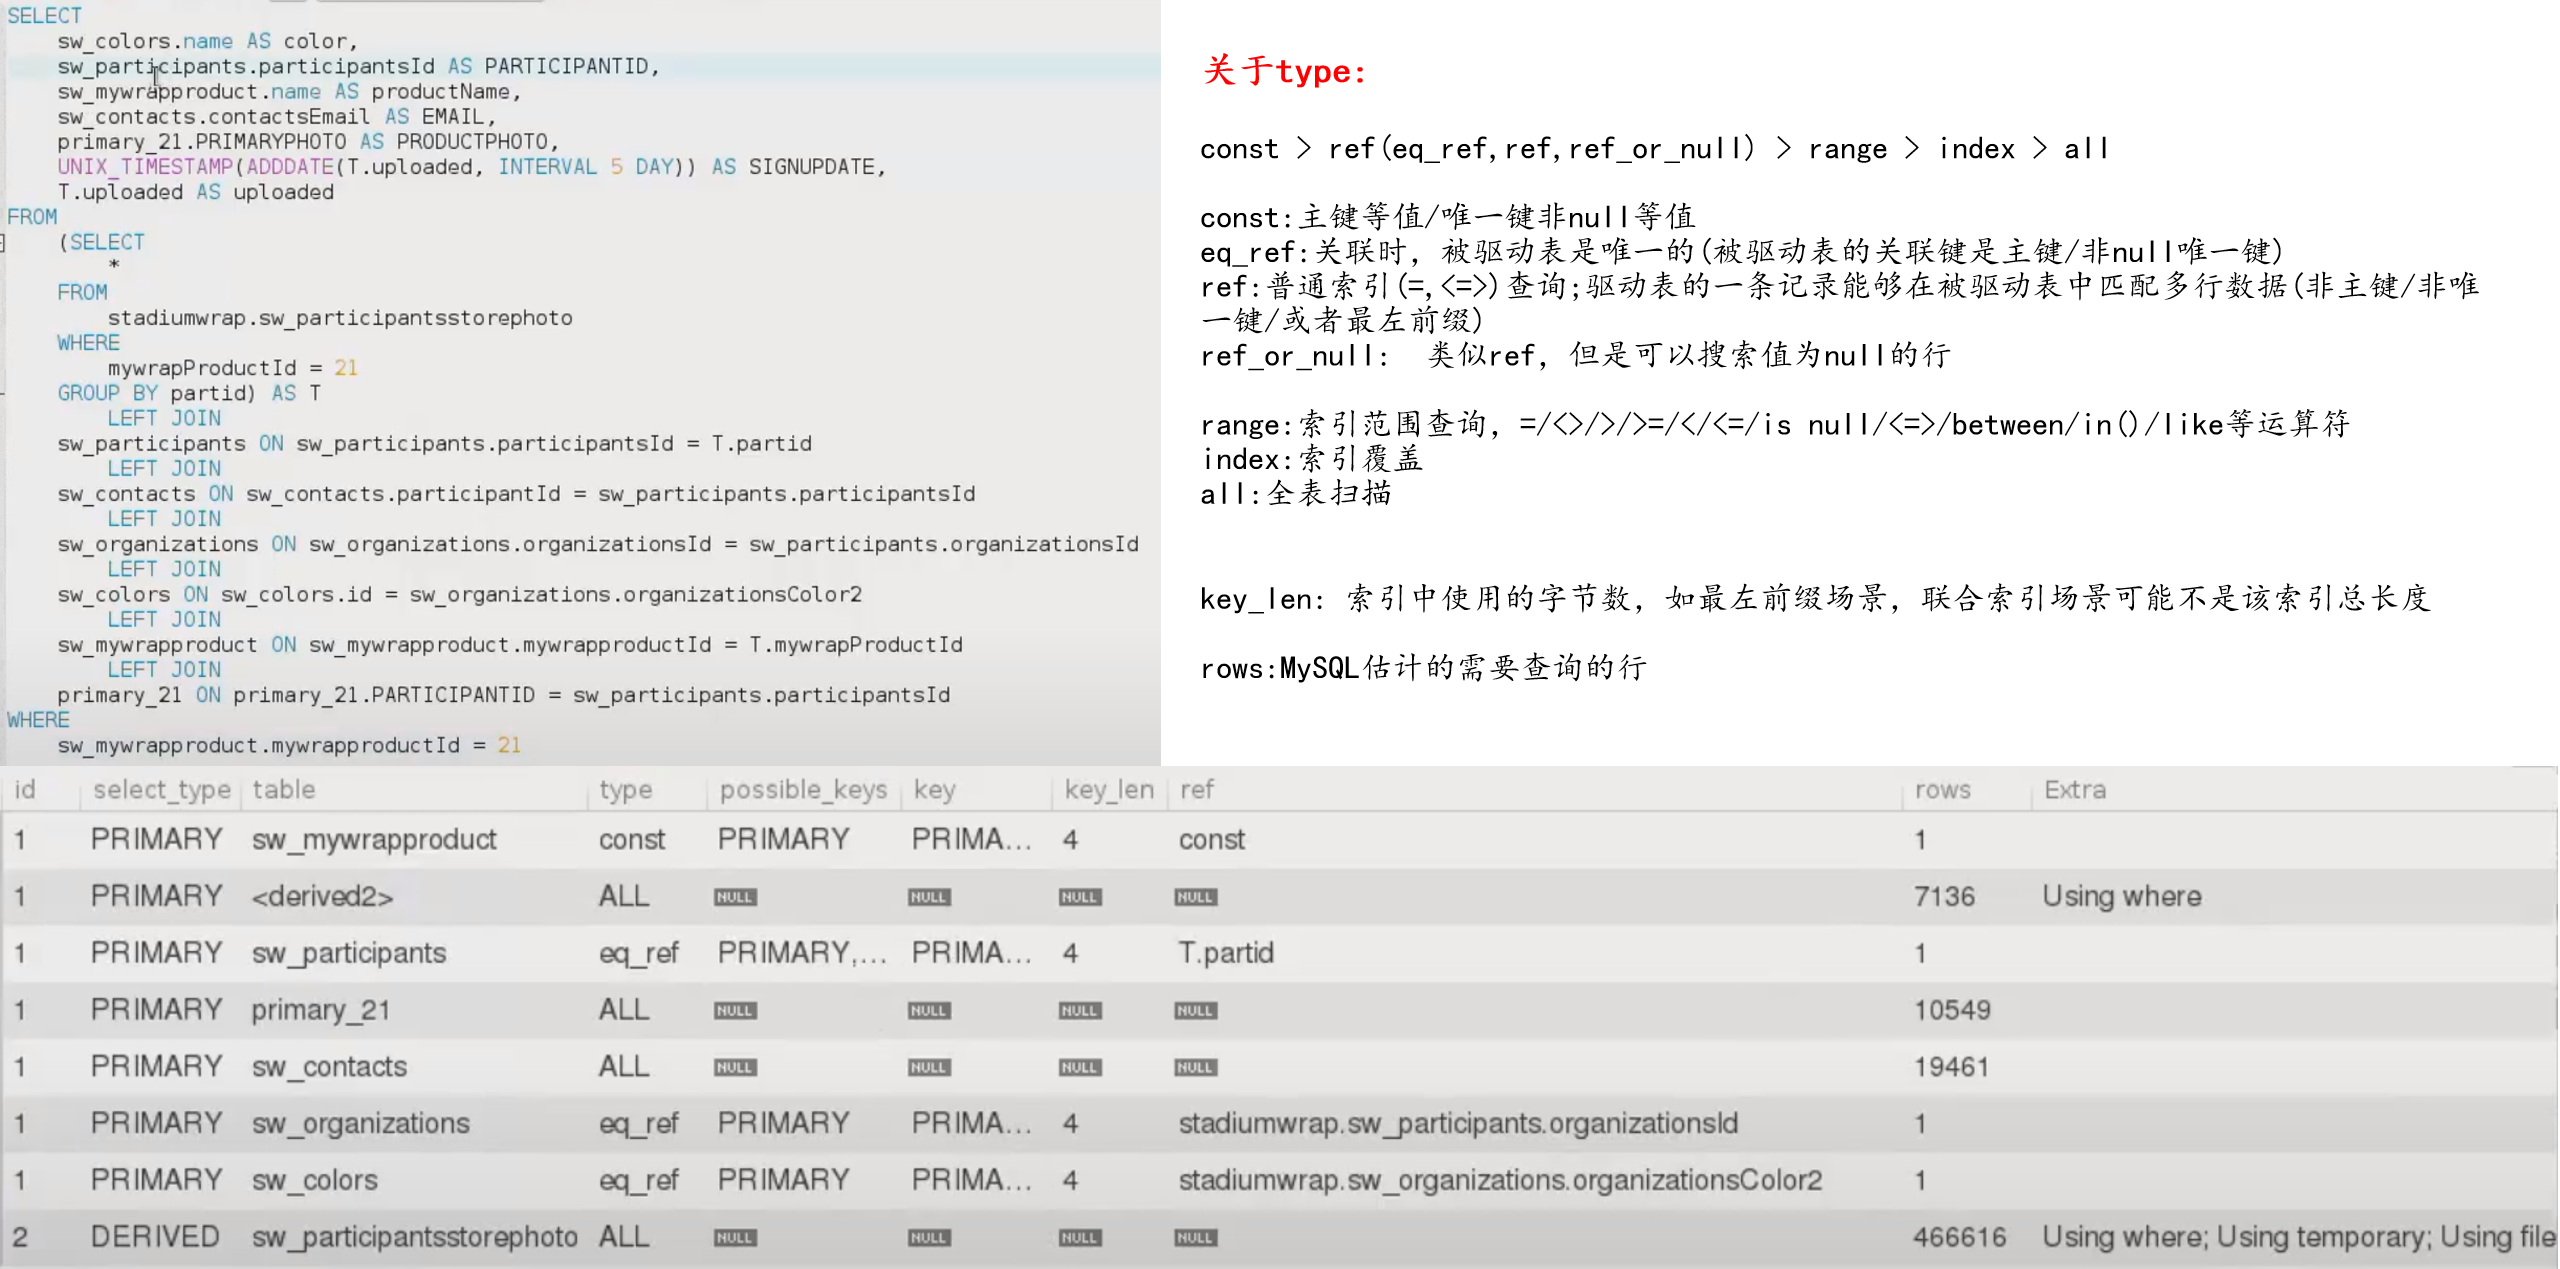 SELECT
sw_colors.name AS color,
sw_participants.participantsId AS PARTICIPANTID,
sw_mywrapproduct.name AS productName,
sw_contacts.contactsEmail AS EMAIL,
primary_21.PRIMARYPHOTO AS PRODUCTPHOTO,
UNIX_TIMESTAMP(ADDDATE(T.uploaded, INTERVAL 5 DAY)) AS SIGNUPDATE,
T.uploaded AS uploaded
FROM
(SELECT
*
FROM
stadiumwrap.sw_participantsstorephoto
WHERE
mywrapProductId = 21
GROUP BY partid) AS T
LEFT JOIN
sw_participants ON sw_participants.participantsId = T.partid
LEFT JOIN
sw_contacts ON sw_contacts.participantId = sw_participants.participantsId
LEFT JOIN
sw_organizations ON sw_organizations.organizationsId = sw_participants.organizationsId
LEFT JOIN
sw_colors ON sw_colors.id = sw_organizations.organizationsColor2
LEFT JOIN
sw_mywrapproduct ON sw_mywrapproduct.mywrapproductId = T.mywrapProductId
LEFT JOIN
primary_21 ON primary_21.PARTICIPANTID = sw_participants.participantsId
WHERE
sw_mywrapproduct.mywrapproductId = 21
关于type:
const > ref(eq_ref,ref,ref_or_null) > range > index > all
const:主键等值/唯一键非null等值
eq_ref:关联时，被驱动表是唯一的(被驱动表的关联键是主键/非null唯一键)
ref:普通索引(=,<=>)查询;驱动表的一条记录能够在被驱动表中匹配多行数据(非主键/非唯
一键/或者最左前缀)
ref_or_null: 类似ref，但是可以搜索值为null的行
range:索引范围查询，=/<>/>/>=/</<=/is null/<=>/between/in()/like等运算符
index:索引覆盖
all:全表扫描
key_len: 索引中使用的字节数，如最左前缀场景，联合索引场景可能不是该索引总长度
rows:MySQL估计的需要查询的行
id select_type table type possible_keys key key_len ref rows Extra
1 PRIMARY sw_mywrapproduct const PRIMARY PRIMA... 4 const 1
1 PRIMARY <derived2> ALL NULL NULL NULL NULL 7136 Using where
1 PRIMARY sw_participants eq_ref PRIMARY,... PRIMA... 4 T.partid 1
1 PRIMARY primary_21 ALL NULL NULL NULL NULL 10549
1 PRIMARY sw_contacts ALL NULL NULL NULL NULL 19461
1 PRIMARY sw_organizations eq_ref PRIMARY PRIMA... 4 stadiumwrap.sw_participants.organizationsId 1
1 PRIMARY sw_colors eq_ref PRIMARY PRIMA... 4 stadiumwrap.sw_organizations.organizationsColor2 1
2 DERIVED sw_participantsstorephoto ALL NULL NULL NULL NULL 466616 Using where; Using temporary; Using file